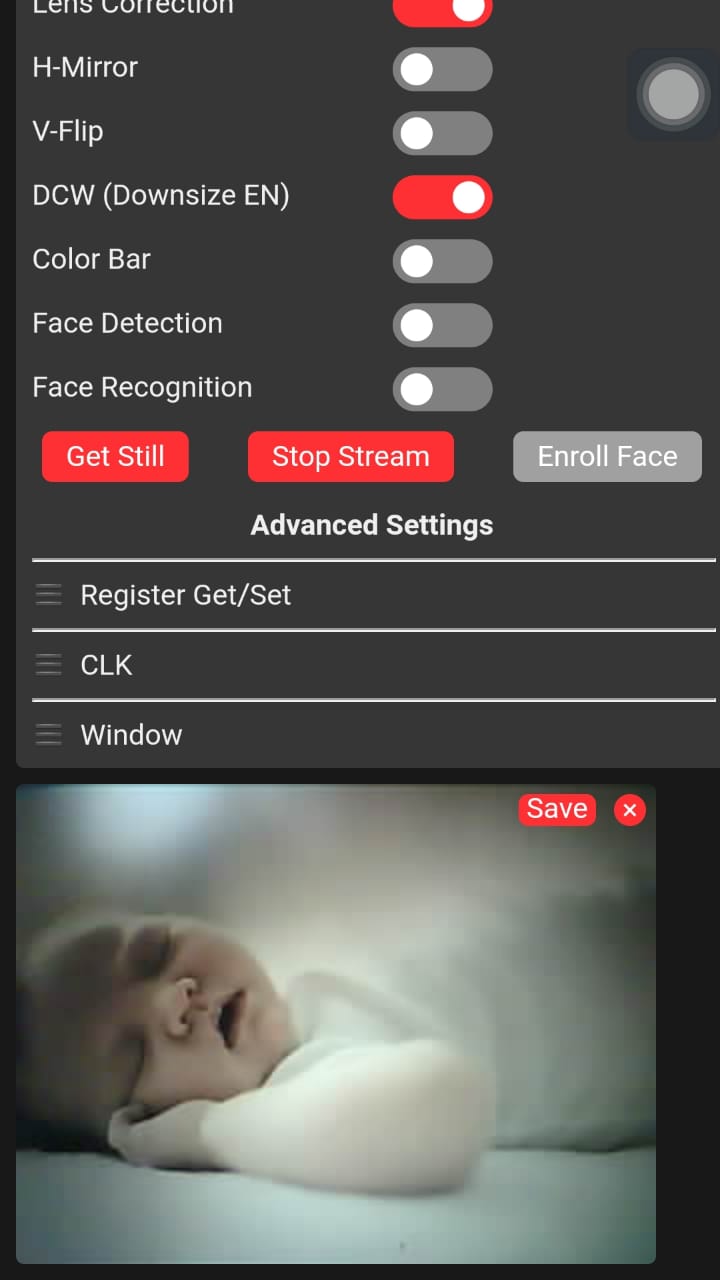 Lens Correction
H-Mirror
V-Flip
DCW (Downsize EN)
Color Bar
Face Detection
Face Recognition
Get Still Stop Stream Enroll Face
Advanced Settings
Register Get/Set
CLK
Window
Save ×